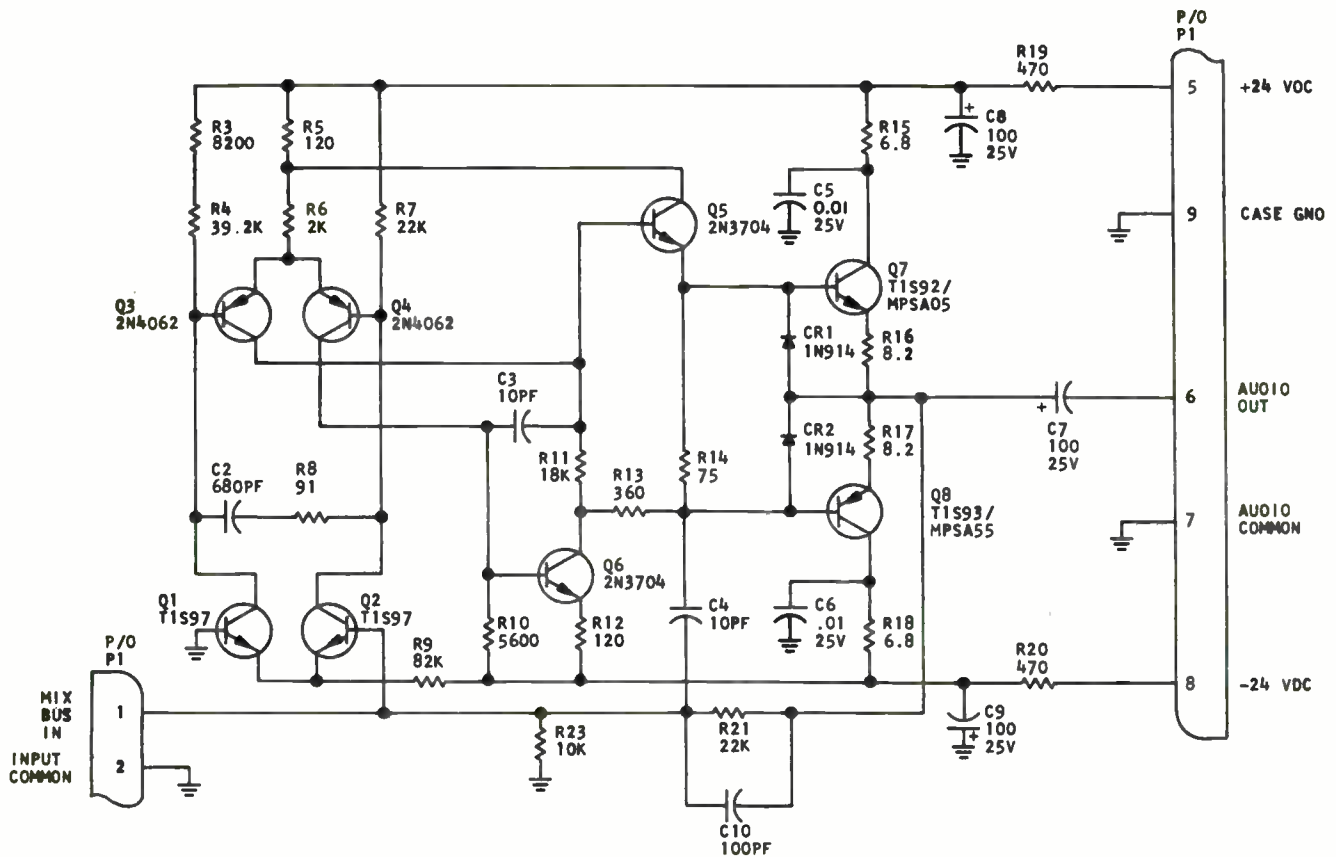 P/O
P1
R19
470
5
+24 VOC
R3
8200
R5
120
R15
6.8
+
C8
100
25V
R4
39.2K
R6
2K
R7
22K
Q5
2N3704
C5
0.01
25V
9
CASE GNO
Q3
2N4062
Q4
2N4062
Q7
T1S92/
MPSA05
CR1
1N914
R16
8.2
C3
10PF
6
AUOIO
OUT
+
C7
100
25V
CR2
1N914
R17
8.2
R11
18K
R13
360
R14
75
C2
680PF
R8
91
Q8
T1S93/
MPSA55
7
AUOIO
COMMON
Q6
2N3704
Q1
T1S97
Q2
T1S97
C4
10PF
C6
.01
25V
R10
5600
R12
120
R18
6.8
R9
82K
R20
470
8
-24 VDC
P/O
P1
MIX
BUS
IN
1
C9
100
25V
+
R21
22K
R23
10K
INPUT
COMMON
2
C10
100PF